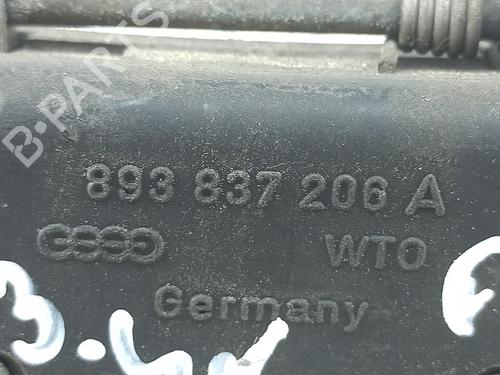 B-PARTS
893 837 206 A
WTO
Germany